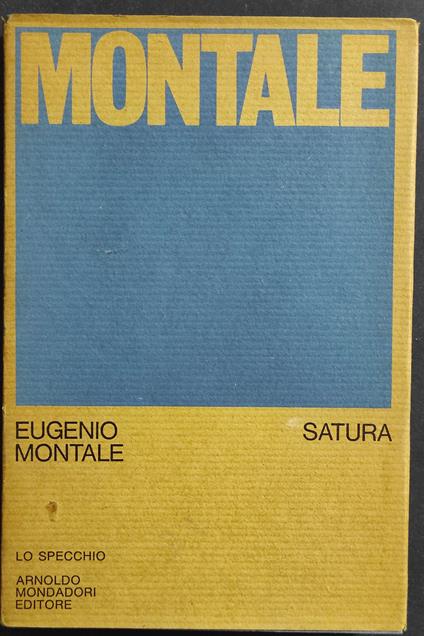 MONTALE
EUGENIO
MONTALE
SATURA
LO SPECCHIO
ARNOLDO
MONDADORI
EDITORE